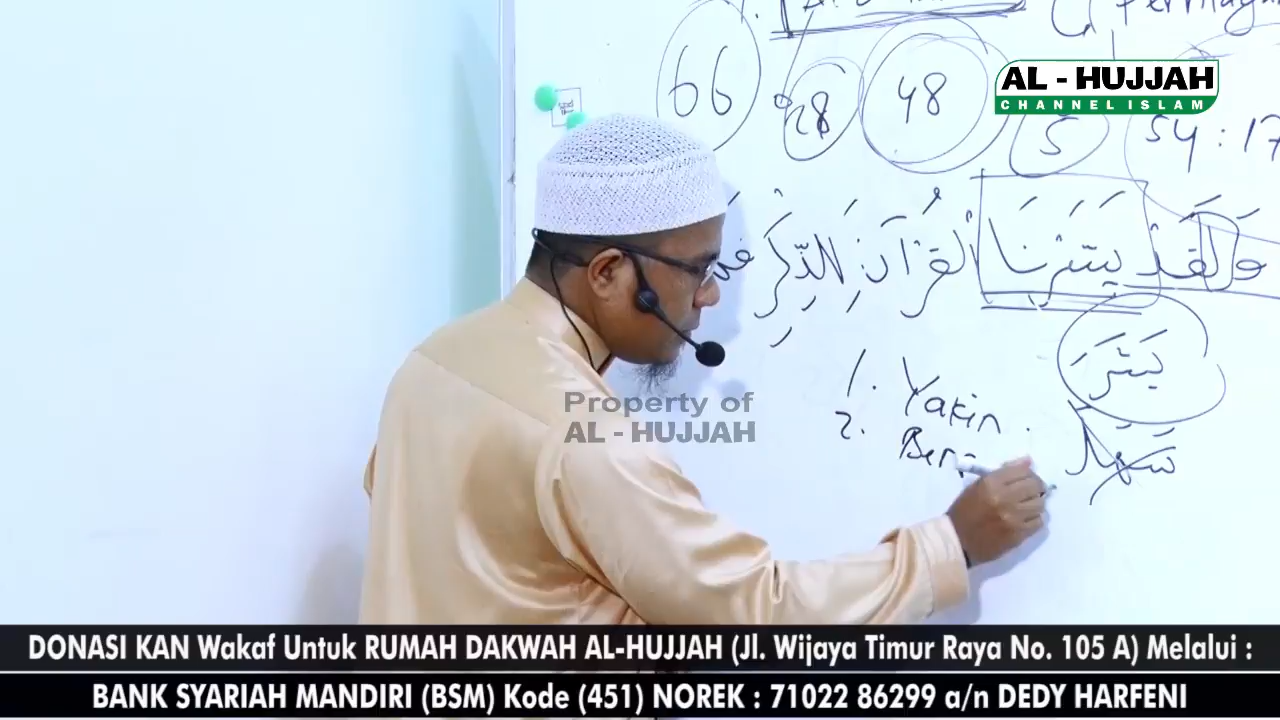 66 28 48 5 54 : 17
AL - HUJJAH
CHANNEL ISLAM
وَلَقَدْ يَسَّرْنَا الْقُرْآنَ لِلذِّكْرِ
يَسَّرَ
1. Yakin
2. Ber
سَهَّلَ
Property of
AL - HUJJAH
DONASI KAN Wakaf Untuk RUMAH DAKWAH AL-HUJJAH (Jl. Wijaya Timur Raya No. 105 A) Melalui :
BANK SYARIAH MANDIRI (BSM) Kode (451) NOREK : 71022 86299 a/n DEDY HARFENI